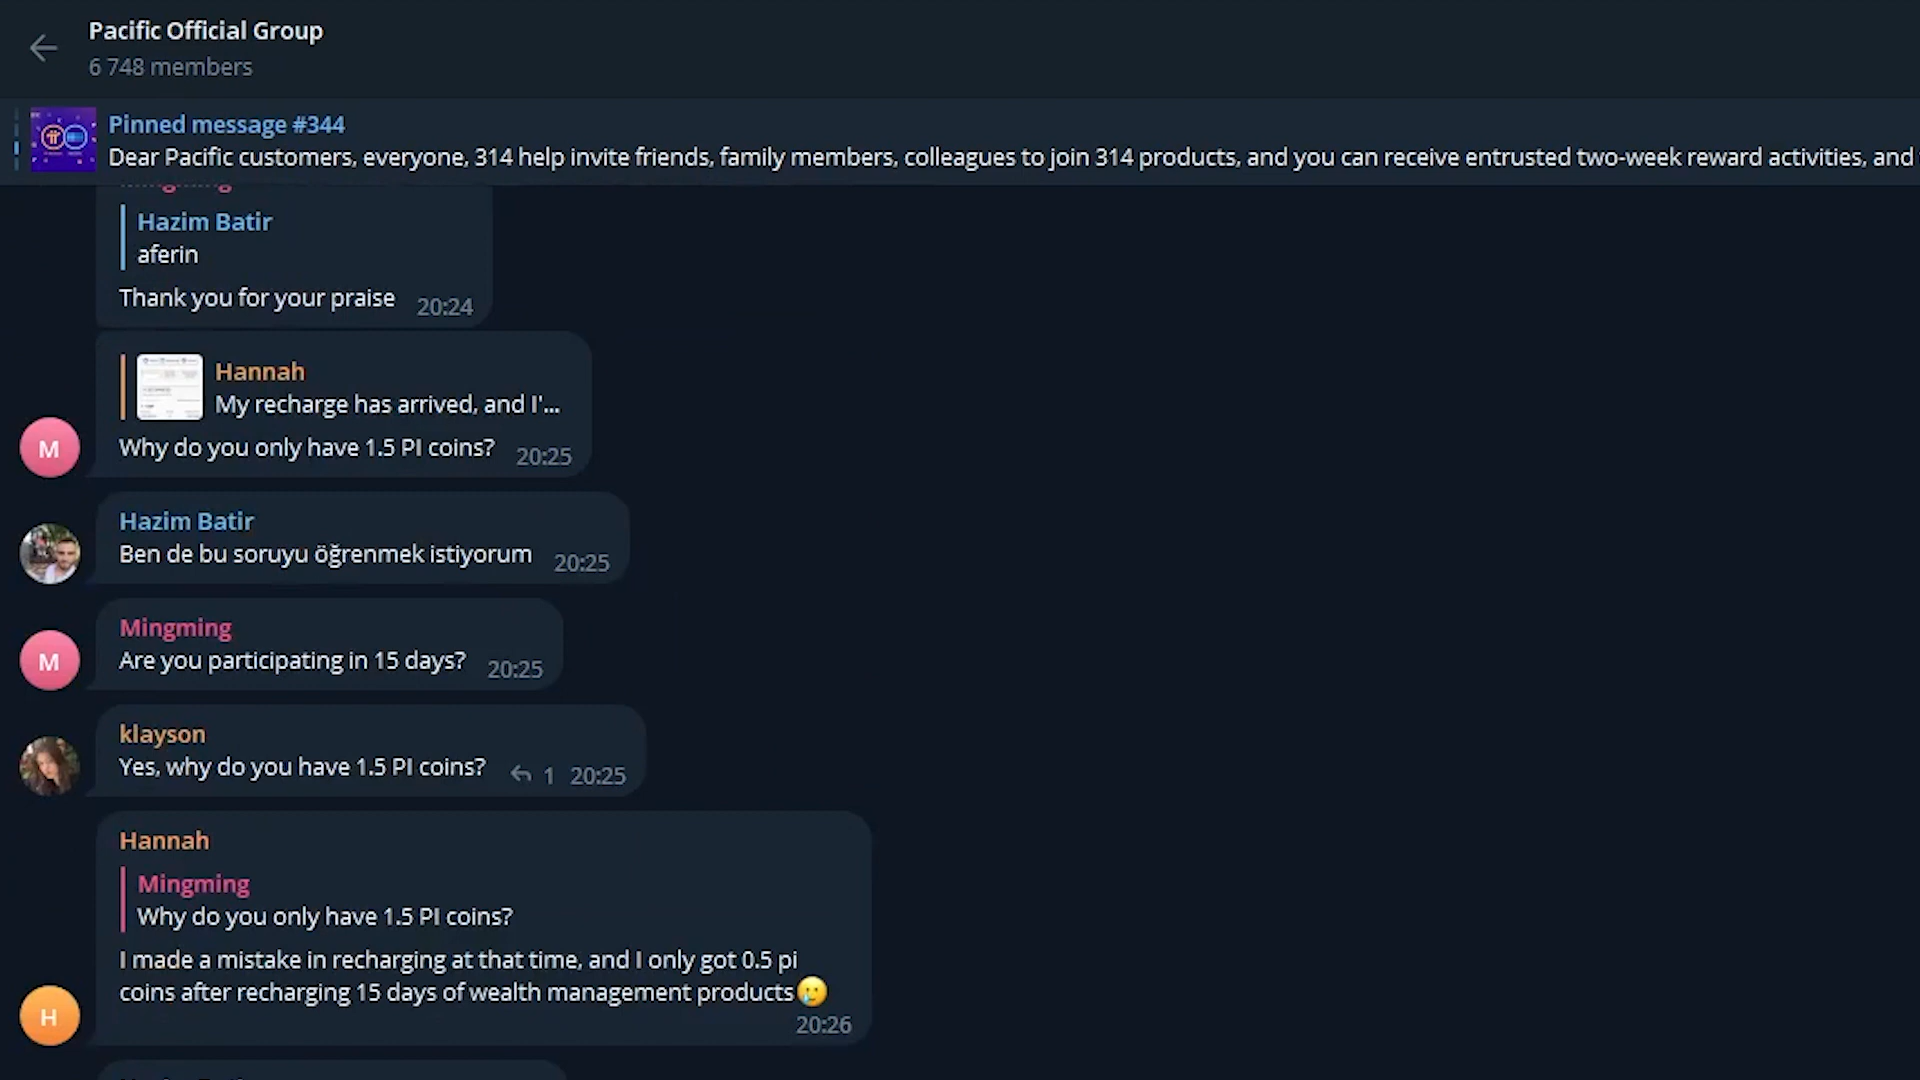 Pacific Official Group
6 748 members
Pinned message #344
Dear Pacific customers, everyone, 314 help invite friends, family members, colleagues to join 314 products, and you can receive entrusted two-week reward activities, and
Hazim Batir
aferin
Thank you for your praise 20:24
Hannah
My recharge has arrived, and I'...
M
Why do you only have 1.5 PI coins? 20:25
Hazim Batir
Ben de bu soruyu öğrenmek istiyorum 20:25
Mingming
M
Are you participating in 15 days? 20:25
klayson
Yes, why do you have 1.5 PI coins? 1 20:25
Hannah
Mingming
Why do you only have 1.5 PI coins?
I made a mistake in recharging at that time, and I only got 0.5 pi
coins after recharging 15 days of wealth management products🥲
H
20:26